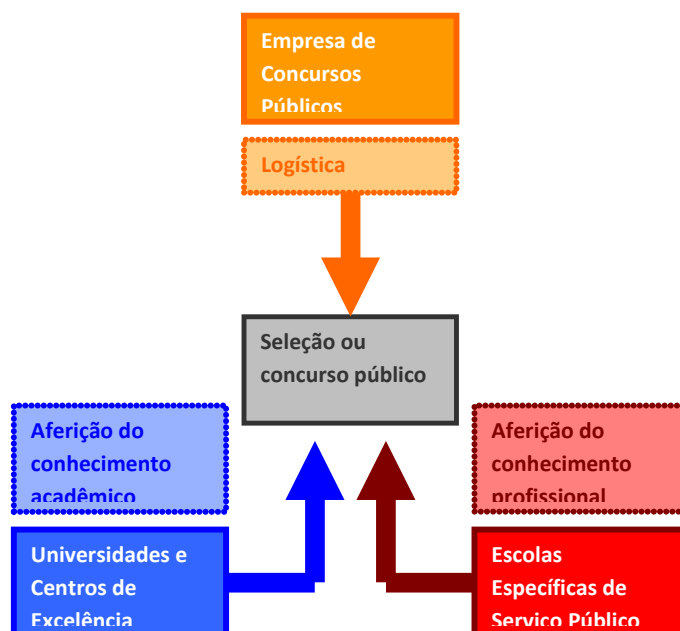 Empresa de
Concursos
Públicos
Logística
Seleção ou
concurso público
Aferição do
conhecimento
acadêmico
Aferição do
conhecimento
profissional
Universidades e
Centros de
Excelência
Escolas
Específicas de
Serviço Público